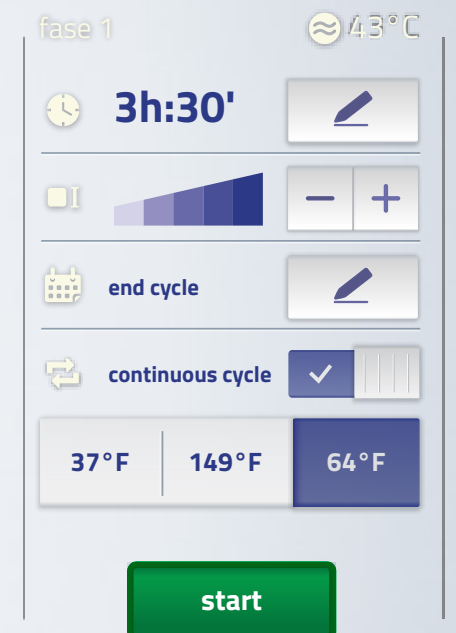 fase 1 43°C
3h:30'
end cycle
continuous cycle
37°F 149°F 64°F
start